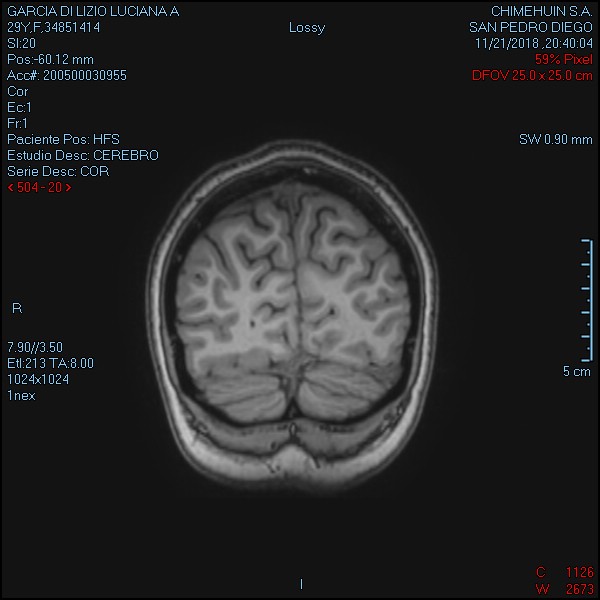 GARCIA DI LIZIO LUCIANA A
29Y,F,34851414
Sl:20
Pos:-60.12 mm
Acc#: 200500030955
Cor
Ec:1
Fr:1
Paciente Pos: HFS
Estudio Desc: CEREBRO
Serie Desc: COR
< 504 - 20 >
Lossy
CHIMEHUIN S.A.
SAN PEDRO DIEGO
11/21/2018 ,20:40:04
59% Pixel
DFOV 25.0 x 25.0 cm
SW 0.90 mm
R
7.90//3.50
Etl:213 TA:8.00
1024x1024
1nex
5 cm
I
C 1126
W 2673